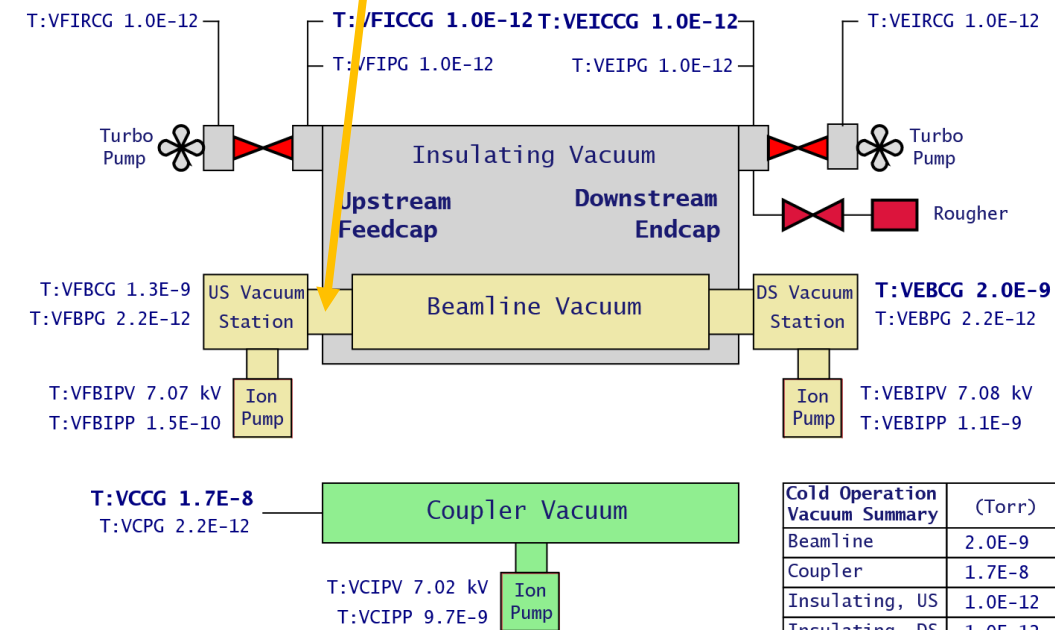 T:VFIRCG 1.0E-12
T:VFICCG 1.0E-12
T:VEICCG 1.0E-12
T:VEIRCG 1.0E-12
T:VFIPG 1.0E-12
T:VEIPG 1.0E-12
Turbo
Pump
Insulating Vacuum
Turbo
Pump
Upstream
Feedcap
Downstream
Endcap
Rougher
T:VFBCG 1.3E-9
T:VFBPG 2.2E-12
US Vacuum
Station
Beamline Vacuum
DS Vacuum
Station
T:VEBCG 2.0E-9
T:VEBPG 2.2E-12
T:VFBIPV 7.07 kV
T:VFBIPP 1.5E-10
Ion
Pump
Ion
Pump
T:VEBIPV 7.08 kV
T:VEBIPP 1.1E-9
T:VCCG 1.7E-8
T:VCPG 2.2E-12
Coupler Vacuum
T:VCIPV 7.02 kV
T:VCIPP 9.7E-9
Ion
Pump
Cold Operation
Vacuum Summary
(Torr)
Beamline 2.0E-9
Coupler 1.7E-8
Insulating, US 1.0E-12
Insulating, DS 1.0E-12